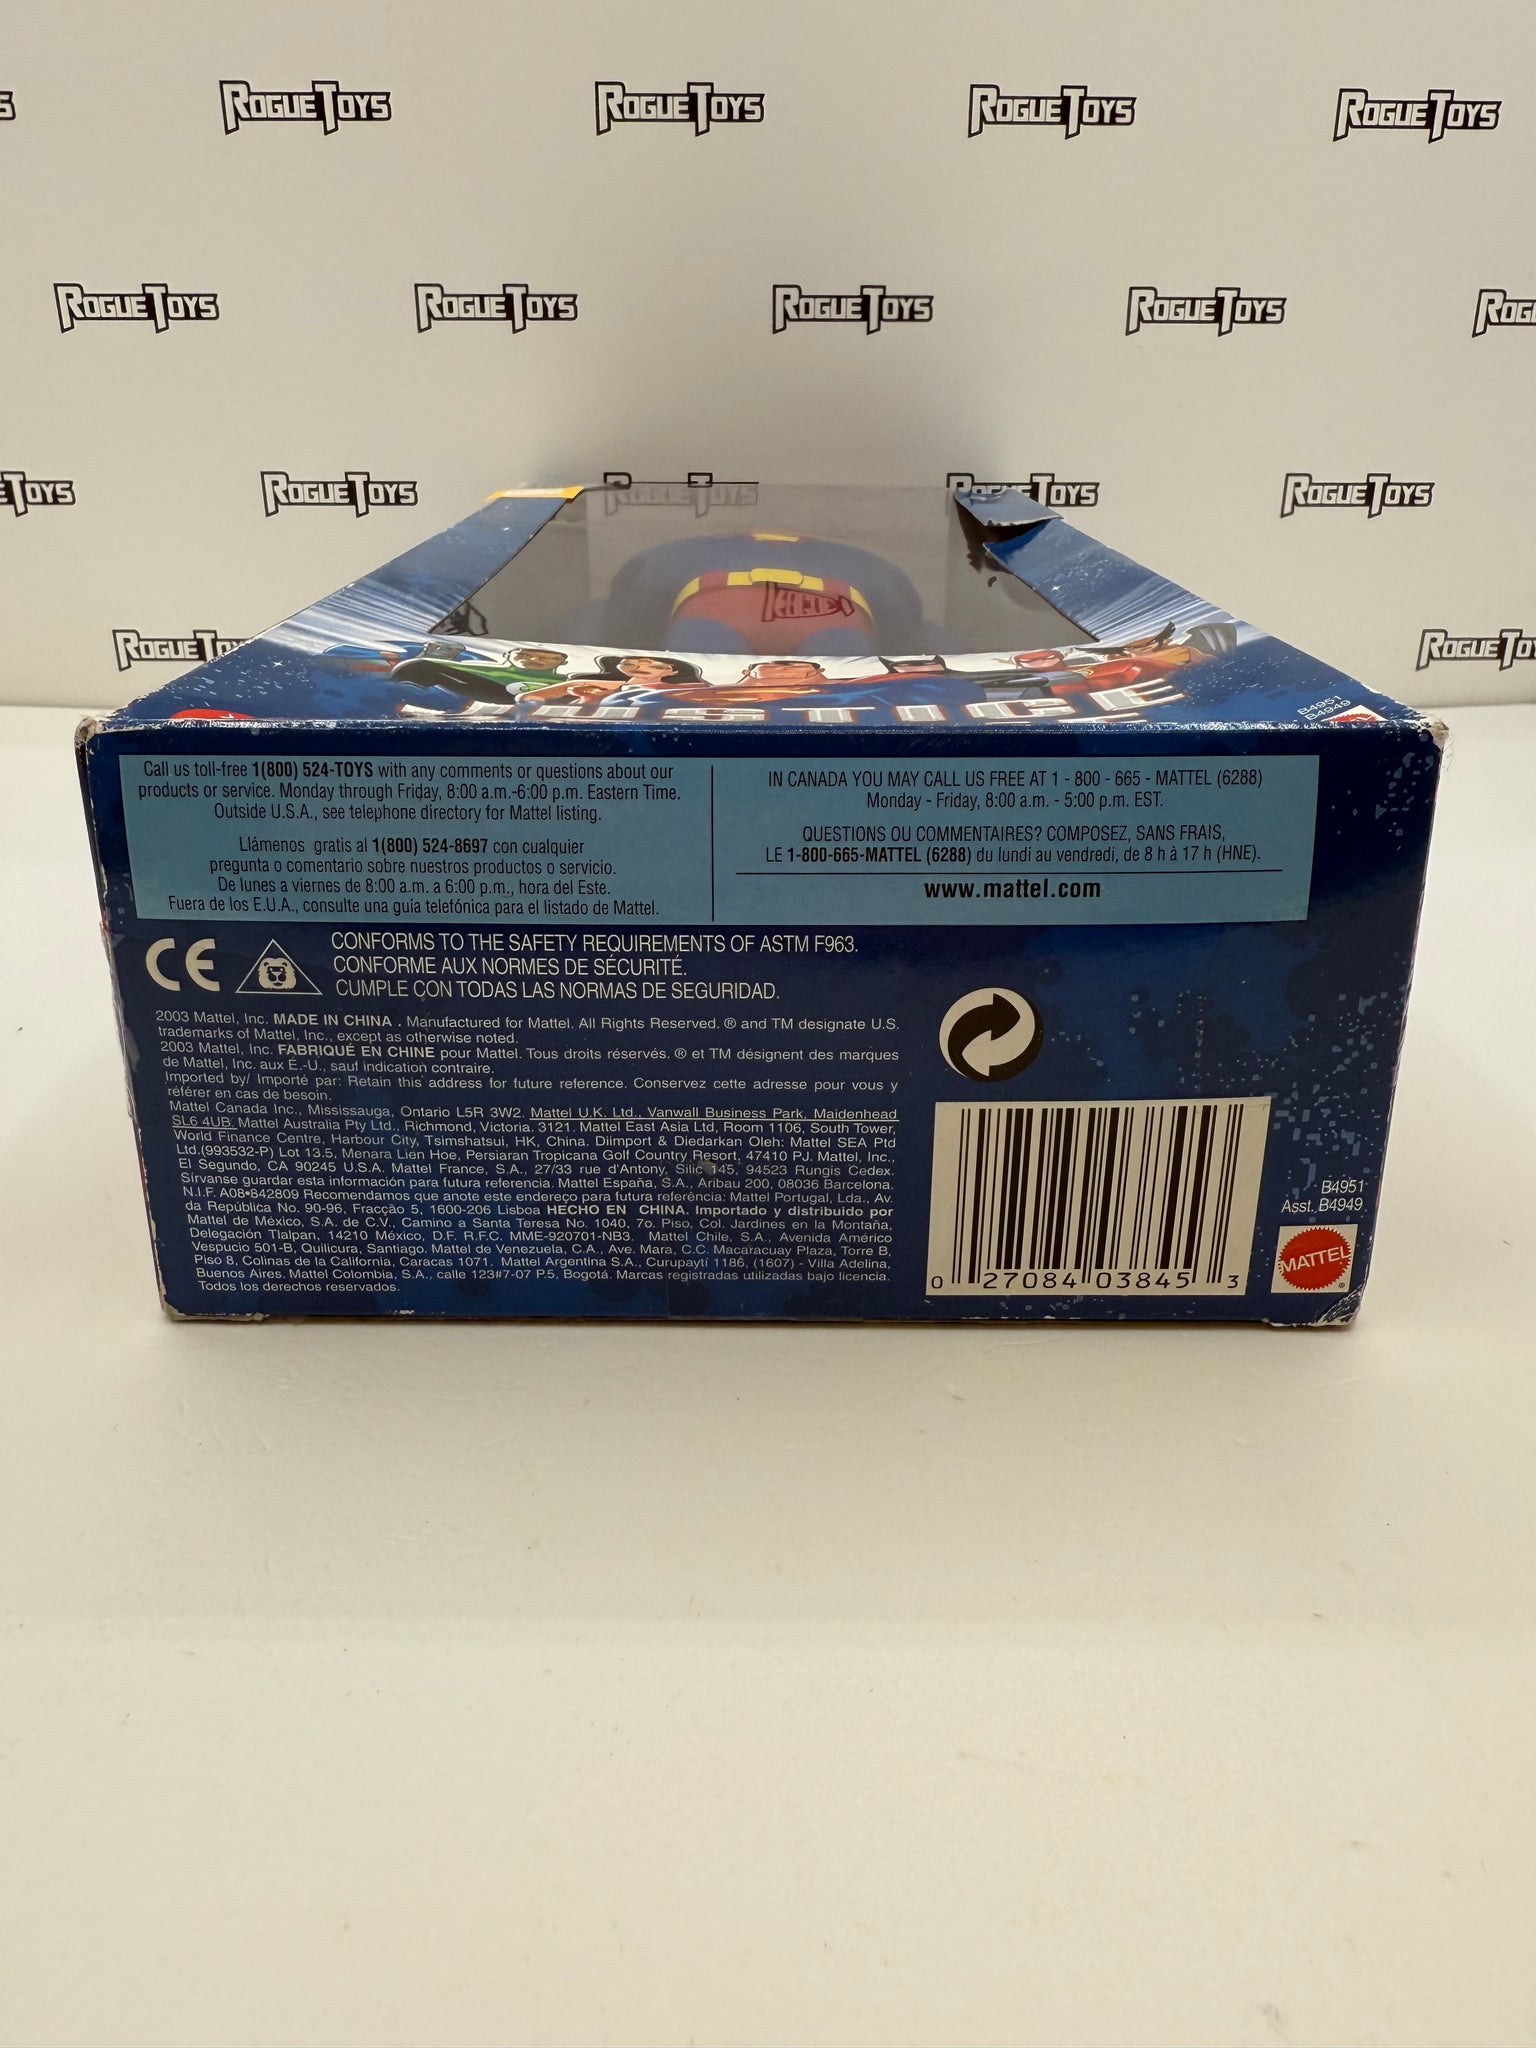 ROGUE TOYS ROGUE TOYS ROGUE TOYS ROGUE TOYS
ROGUE TOYS ROGUE TOYS ROGUE TOYS ROGUE TOYS
TOYS ROGUE TOYS ROGUE TOYS ROGUE TOYS ROGUE TOYS
ROGUE TOYS ROGUE
JUSTICE
B4951
B4949
Call us toll-free 1(800) 524-TOYS with any comments or questions about our
products or service. Monday through Friday, 8:00 a.m.-6:00 p.m. Eastern Time.
Outside U.S.A., see telephone directory for Mattel listing.
Llámenos gratis al 1(800) 524-8697 con cualquier
pregunta o comentario sobre nuestros productos o servicio.
De lunes a viernes de 8:00 a.m. a 6:00 p.m., hora del Este.
Fuera de los E.U.A., consulte una guía telefónica para el listado de Mattel.
IN CANADA YOU MAY CALL US FREE AT 1 - 800 - 665 - MATTEL (6288)
Monday - Friday, 8:00 a.m. - 5:00 p.m. EST.
QUESTIONS OU COMMENTAIRES? COMPOSEZ, SANS FRAIS,
LE 1-800-665-MATTEL (6288) du lundi au vendredi, de 8 h à 17 h (HNE).
www.mattel.com
CE
CONFORMS TO THE SAFETY REQUIREMENTS OF ASTM F963.
CONFORME AUX NORMES DE SÉCURITÉ.
CUMPLE CON TODAS LAS NORMAS DE SEGURIDAD.
2003 Mattel, Inc. MADE IN CHINA . Manufactured for Mattel. All Rights Reserved. ® and TM designate U.S.
trademarks of Mattel, Inc., except as otherwise noted.
2003 Mattel, Inc. FABRIQUÉ EN CHINE pour Mattel. Tous droits réservés. ® et TM désignent des marques
de Mattel, Inc. aux É.-U., sauf indication contraire.
Imported by/ Importé par: Retain this address for future reference. Conservez cette adresse pour vous y
référer en cas de besoin.
Mattel Canada Inc., Mississauga, Ontario L5R 3W2. Mattel U.K. Ltd., Vanwall Business Park, Maidenhead
SL6 4UB. Mattel Australia Pty Ltd., Richmond, Victoria. 3121. Mattel East Asia Ltd, Room 1106, South Tower,
World Finance Centre, Harbour City, Tsimshatsui, HK, China. Diimport & Diedarkan Oleh: Mattel SEA Ptd
Ltd.(993532-P) Lot 13.5, Menara Lien Hoe, Persiaran Tropicana Golf Country Resort, 47410 PJ. Mattel, Inc.,
El Segundo, CA 90245 U.S.A. Mattel France, S.A., 27/33 rue d'Antony, Silic 145, 94523 Rungis Cedex.
Sírvanse guardar esta información para futura referencia. Mattel España, S.A., Aribau 200, 08036 Barcelona.
N.I.F. A08•842809 Recomendamos que anote este endereço para futura referência: Mattel Portugal, Lda., Av.
da República No. 90-96, Fracção 5, 1600-206 Lisboa HECHO EN CHINA. Importado y distribuido por
Mattel de México, S.A. de C.V., Camino a Santa Teresa No. 1040, 7o. Piso, Col. Jardines en la Montaña,
Delegación Tlalpan, 14210 México, D.F. R.F.C. MME-920701-NB3. Mattel Chile, S.A., Avenida Américo
Vespucio 501-B, Quilicura, Santiago. Mattel de Venezuela, C.A., Ave. Mara, C.C. Macaracuay Plaza, Torre B,
Piso 8, Colinas de la California, Caracas 1071. Mattel Argentina S.A., Curupaytí 1186, (1607) - Villa Adelina,
Buenos Aires. Mattel Colombia, S.A., calle 123#7-07 P.5, Bogotá. Marcas registradas utilizadas bajo licencia.
Todos los derechos reservados.
0 27084 03845 3
B4951
Asst. B4949
MATTEL